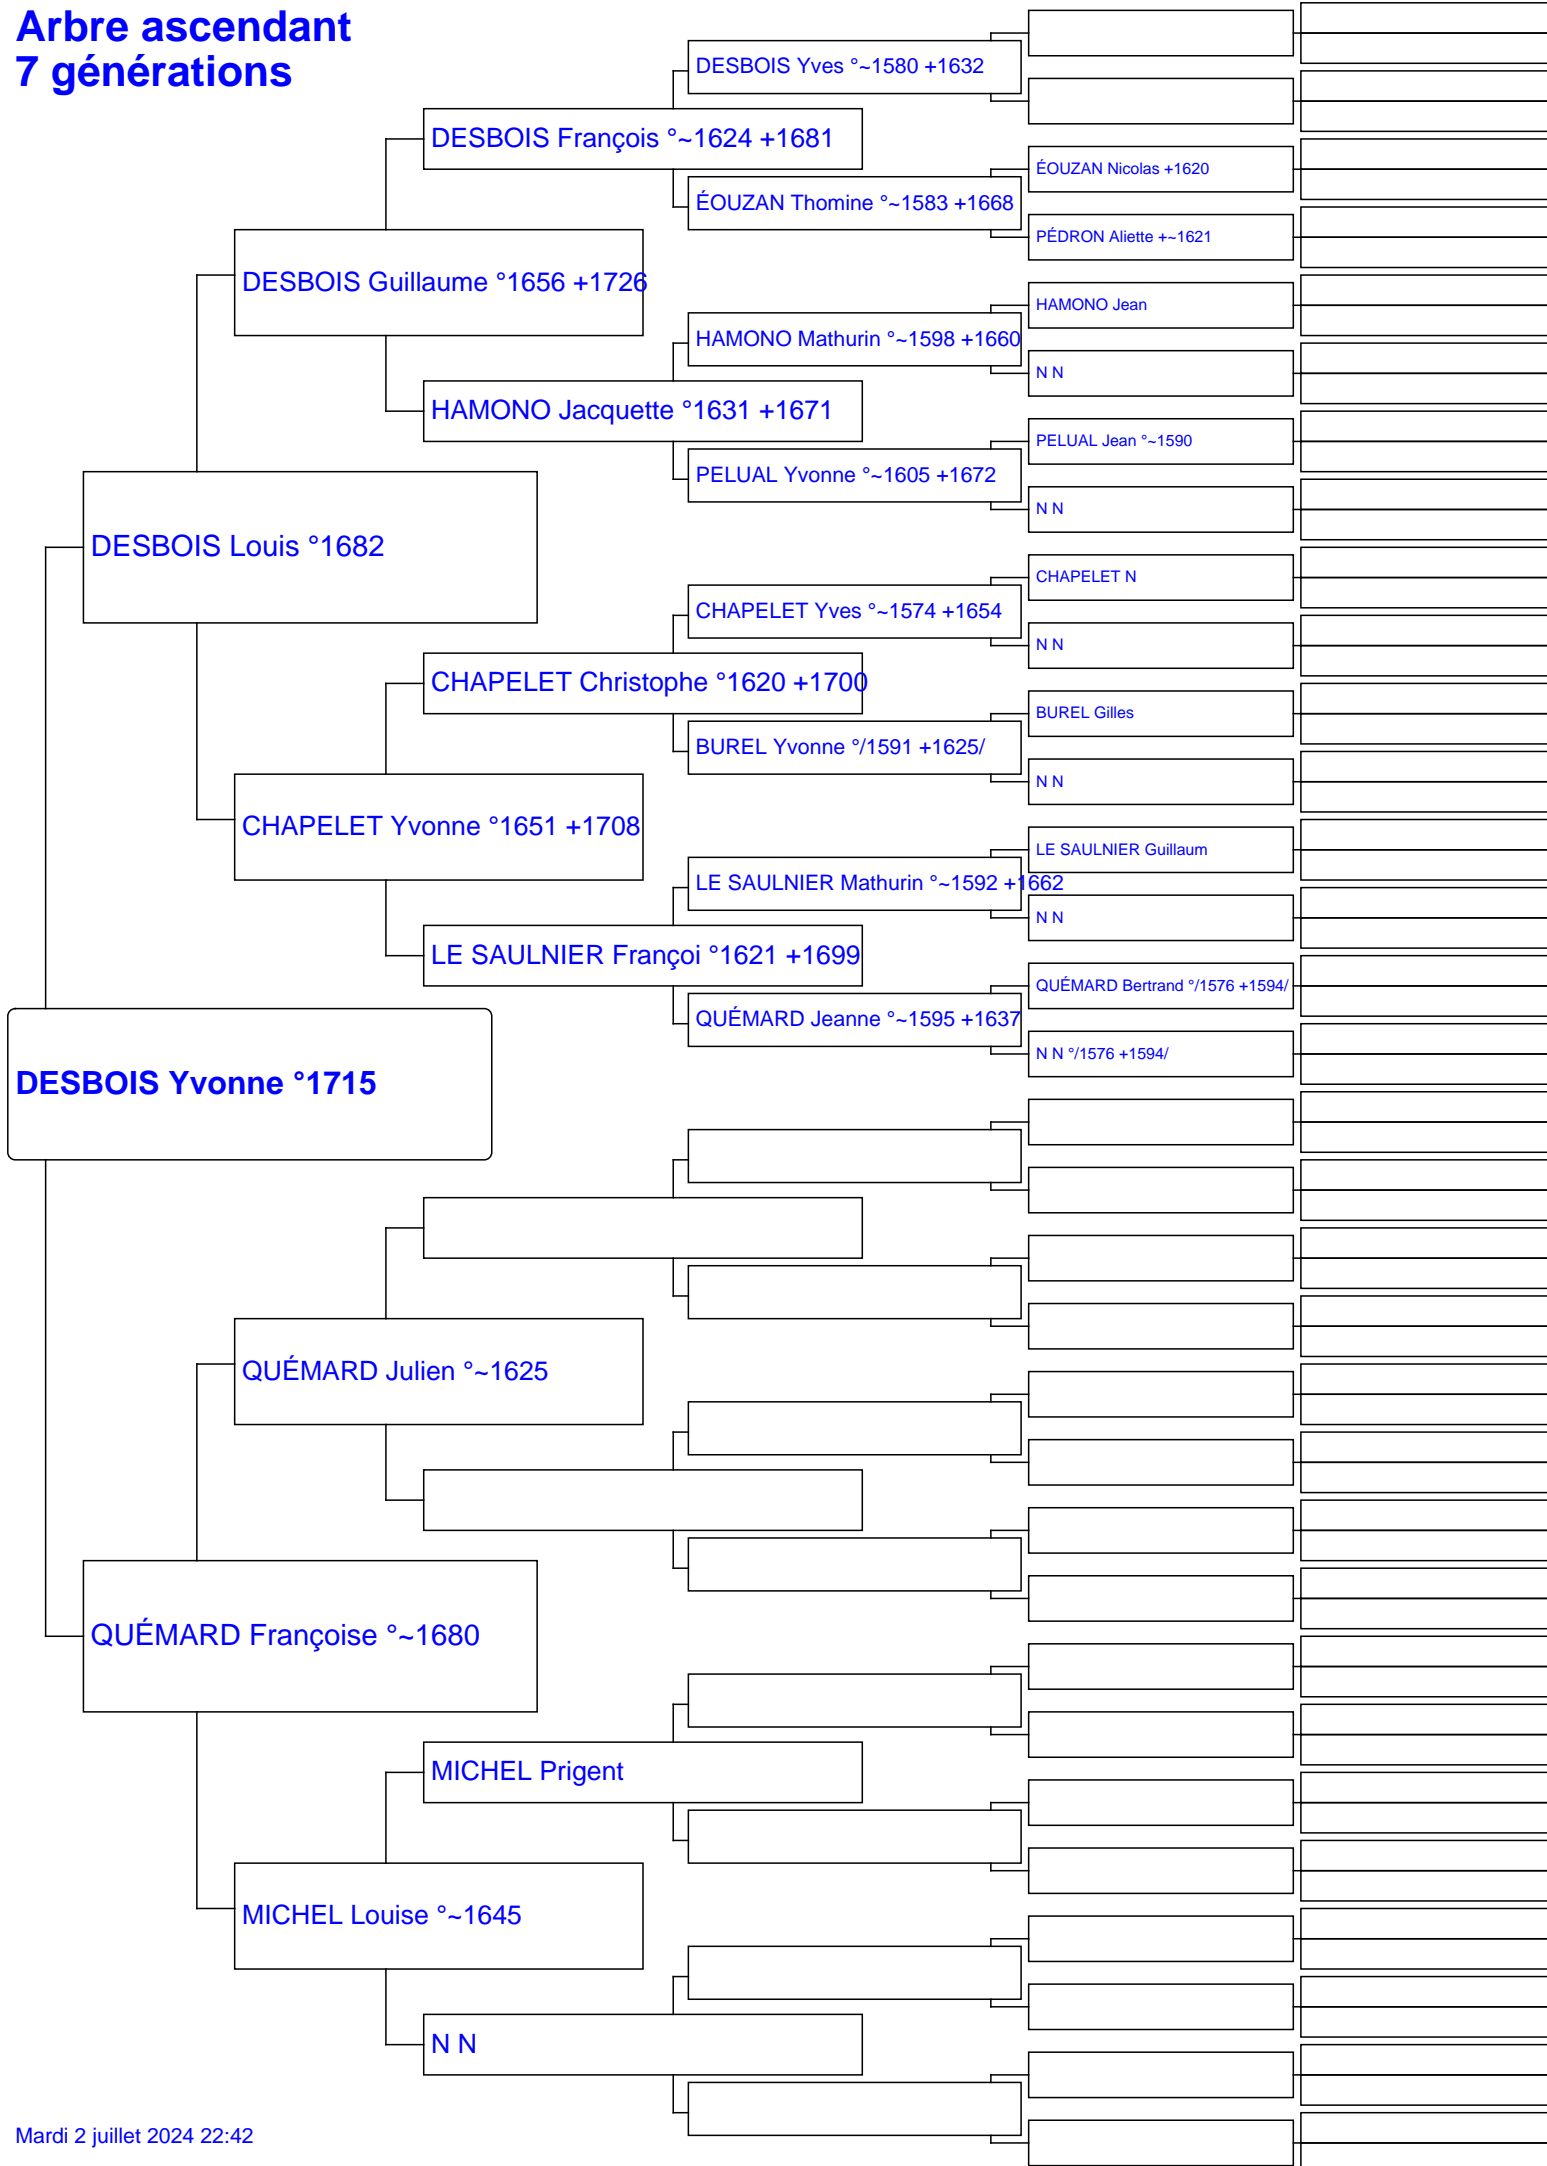 Arbre ascendant
7 générations
DESBOIS Yves °~1580 +1632
DESBOIS François °~1624 +1681
ÉOUZAN Nicolas +1620
ÉOUZAN Thomine °~1583 +1668
PÉDRON Aliette +~1621
DESBOIS Guillaume °1656 +1726
HAMONO Jean
HAMONO Mathurin °~1598 +1660
N N
HAMONO Jacquette °1631 +1671
PELUAL Jean °~1590
PELUAL Yvonne °~1605 +1672
N N
DESBOIS Louis °1682
CHAPELET N
CHAPELET Yves °~1574 +1654
N N
CHAPELET Christophe °1620 +1700
BUREL Gilles
BUREL Yvonne °/1591 +1625/
N N
CHAPELET Yvonne °1651 +1708
LE SAULNIER Guillaum
LE SAULNIER Mathurin °~1592 +1662
N N
LE SAULNIER Françoi °1621 +1699
QUÉMARD Bertrand °/1576 +1594/
QUÉMARD Jeanne °~1595 +1637
N N °/1576 +1594/
DESBOIS Yvonne °1715
QUÉMARD Julien °~1625
QUÉMARD Françoise °~1680
MICHEL Prigent
MICHEL Louise °~1645
N N
Mardi 2 juillet 2024 22:42